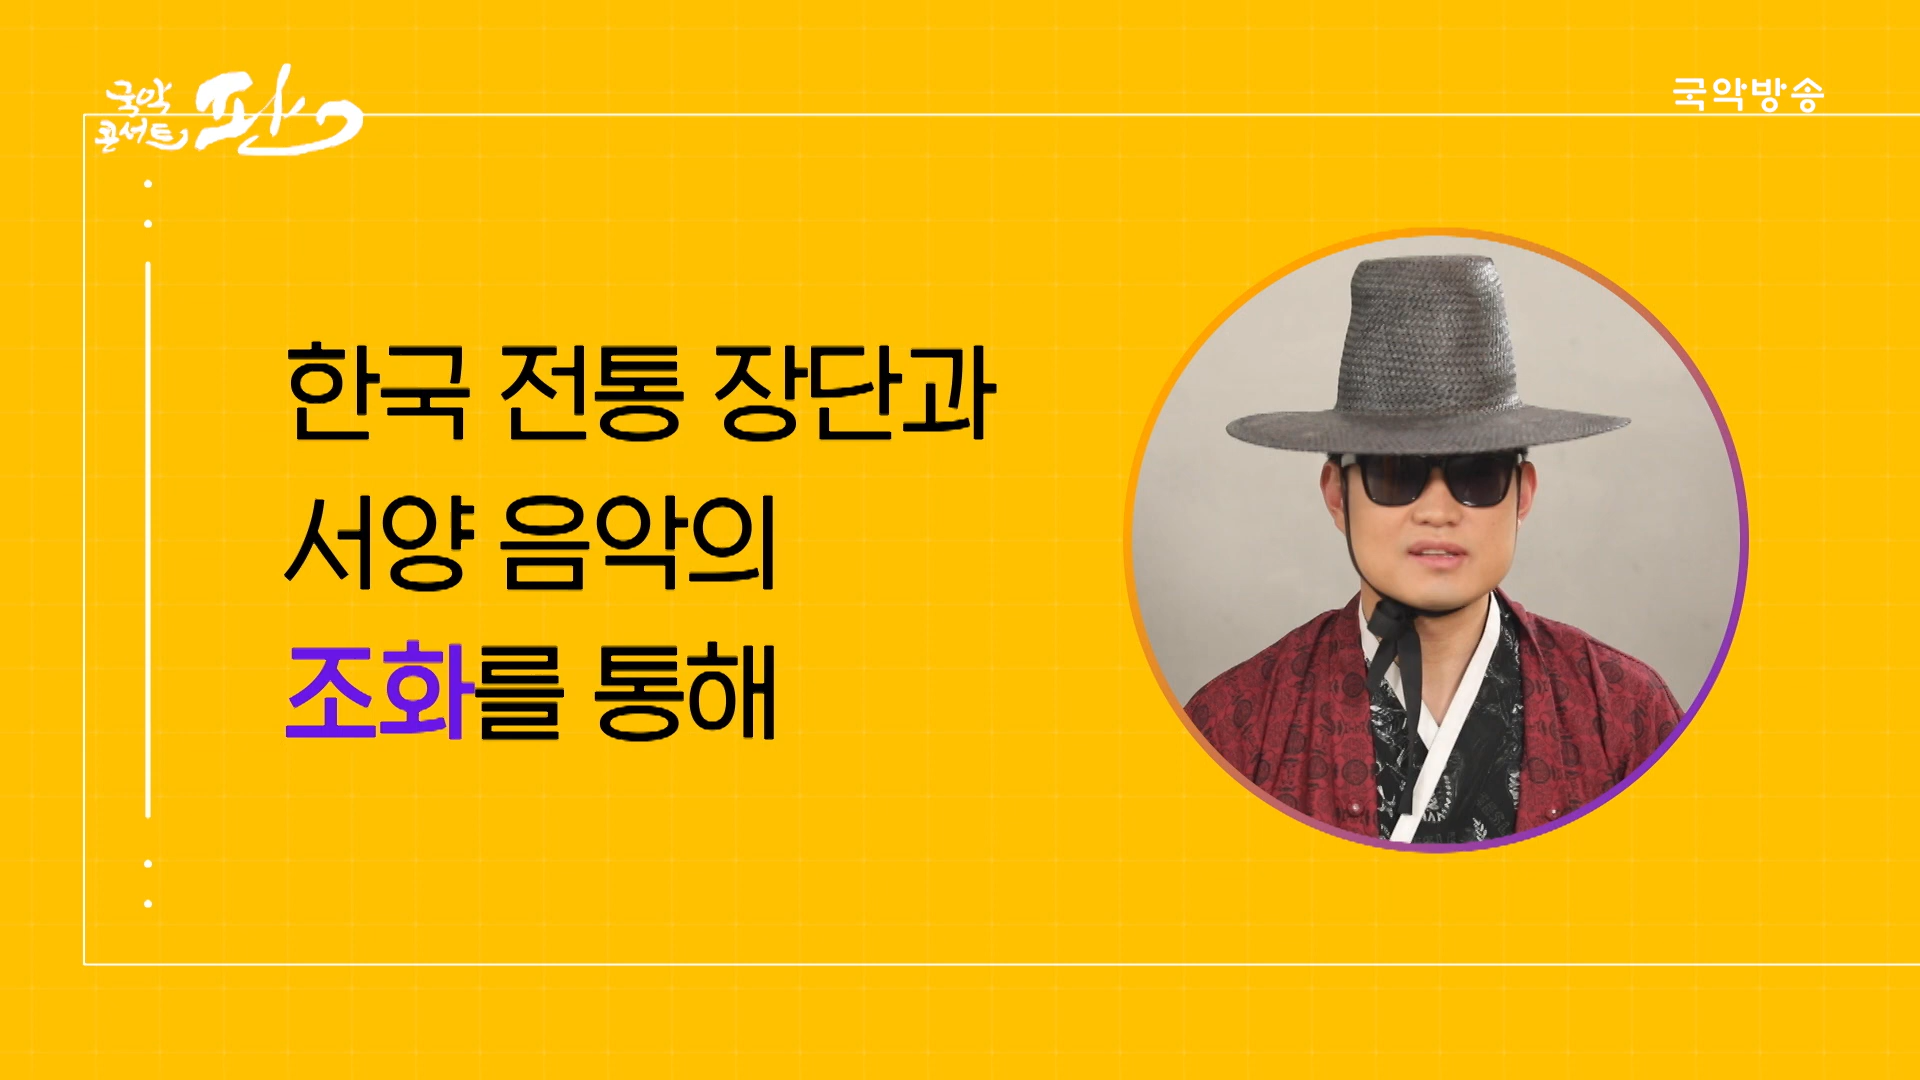 국악
콘서트
판
국악방송
한국 전통 장단과
서양 음악의
조화를 통해